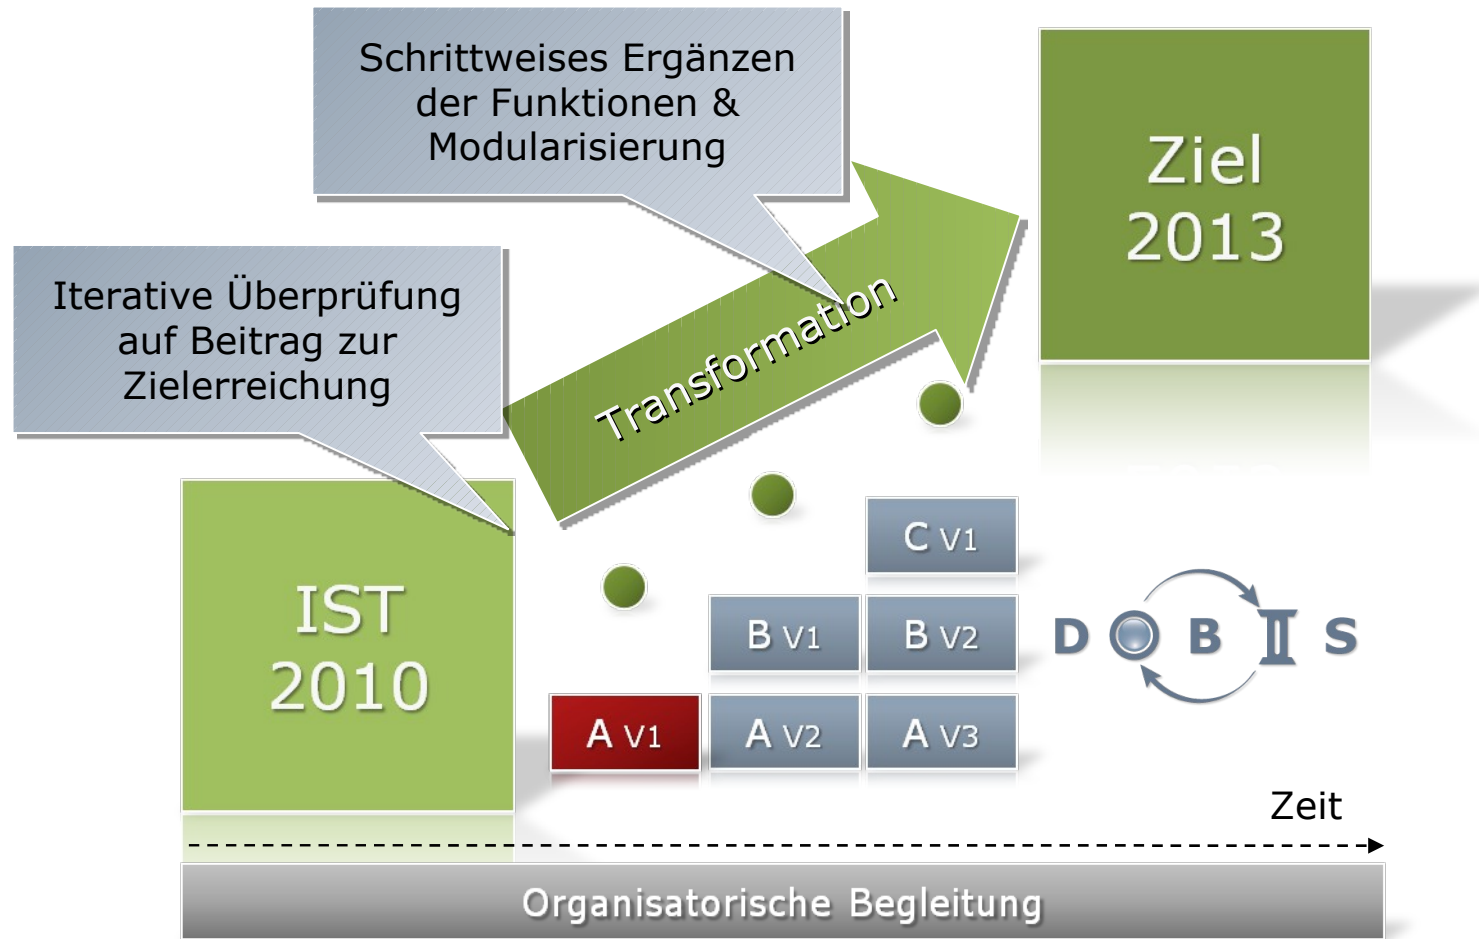 Schrittweises Ergänzen
der Funktionen &
Modularisierung
Ziel
2013
Iterative Überprüfung
auf Beitrag zur
Zielerreichung
Transformation
IST
2010
C V1
B V1
B V2
A V1
A V2
A V3
D O B I S
Zeit
Organisatorische Begleitung